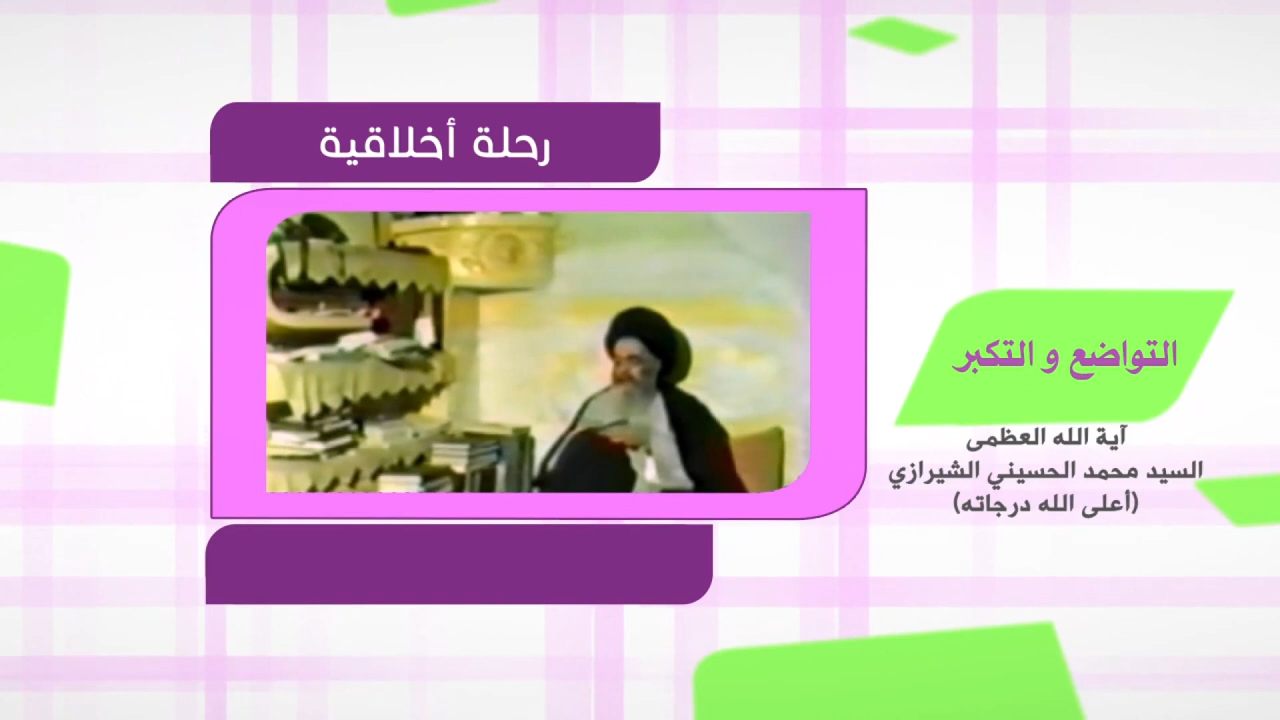 رحلة أخلاقية
التواضع و التكبر
آية الله العظمى
السيد محمد الحسيني الشيرازي
(أعلى الله درجاته)